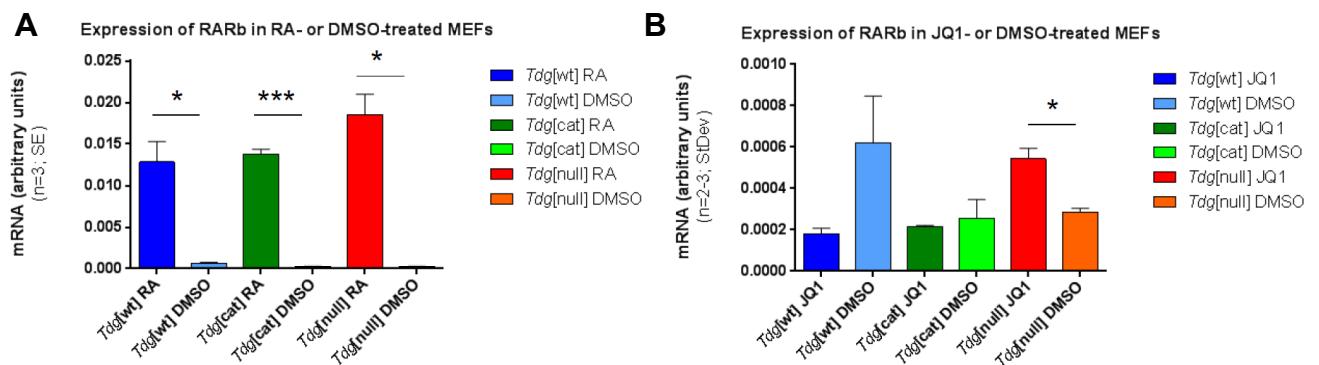 A
Expression of RARb in RA- or DMSO-treated MEFs
mRNA (arbitrary units)
(n=3; SE)
0.025
0.020
0.015
0.010
0.005
0.000
*
***
*
Tdg[wt] RA
Tdg[wt] DMSO
Tdg[cat] RA
Tdg[cat] DMSO
Tdg[null] RA
Tdg[null] DMSO
Tdg[wt] RA
Tdg[wt] DMSO
Tdg[cat] RA
Tdg[cat] DMSO
Tdg[null] RA
Tdg[null] DMSO
B
Expression of RARb in JQ1- or DMSO-treated MEFs
mRNA (arbitrary units)
(n=2-3; StDev)
0.0010
0.0008
0.0006
0.0004
0.0002
0.0000
*
Tdg[wt] JQ1
Tdg[wt] DMSO
Tdg[cat] JQ1
Tdg[cat] DMSO
Tdg[null] JQ1
Tdg[null] DMSO
Tdg[wt] JQ1
Tdg[wt] DMSO
Tdg[cat] JQ1
Tdg[cat] DMSO
Tdg[null] JQ1
Tdg[null] DMSO